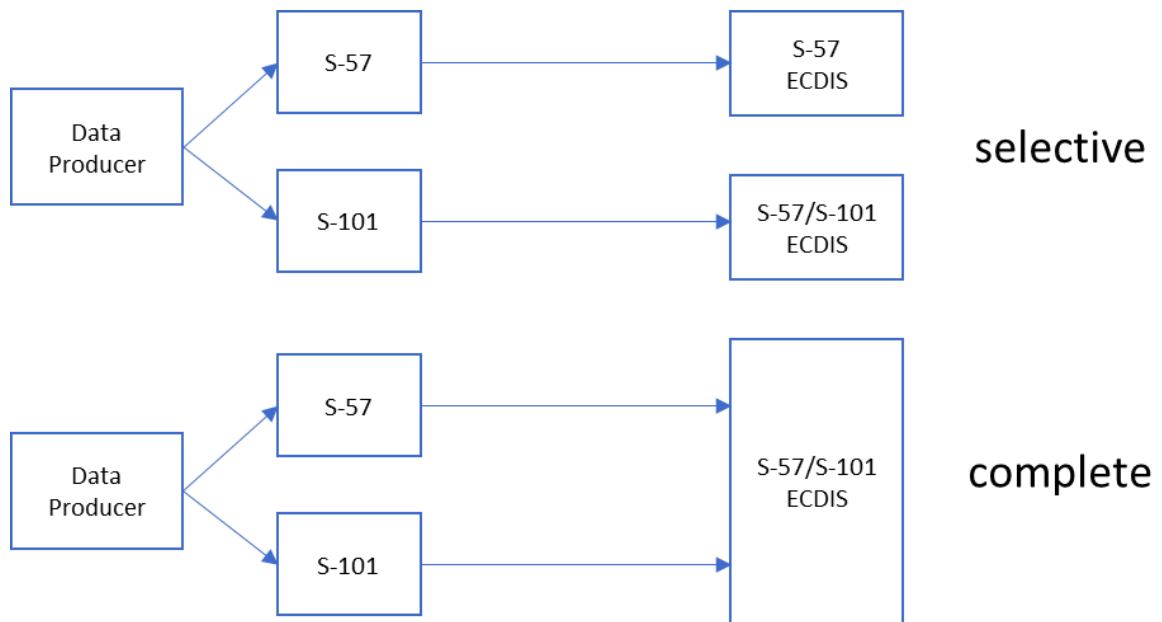 S-57
S-57
ECDIS
Data
Producer
selective
S-101
S-57/S-101
ECDIS
S-57
Data
Producer
S-57/S-101
ECDIS
complete
S-101